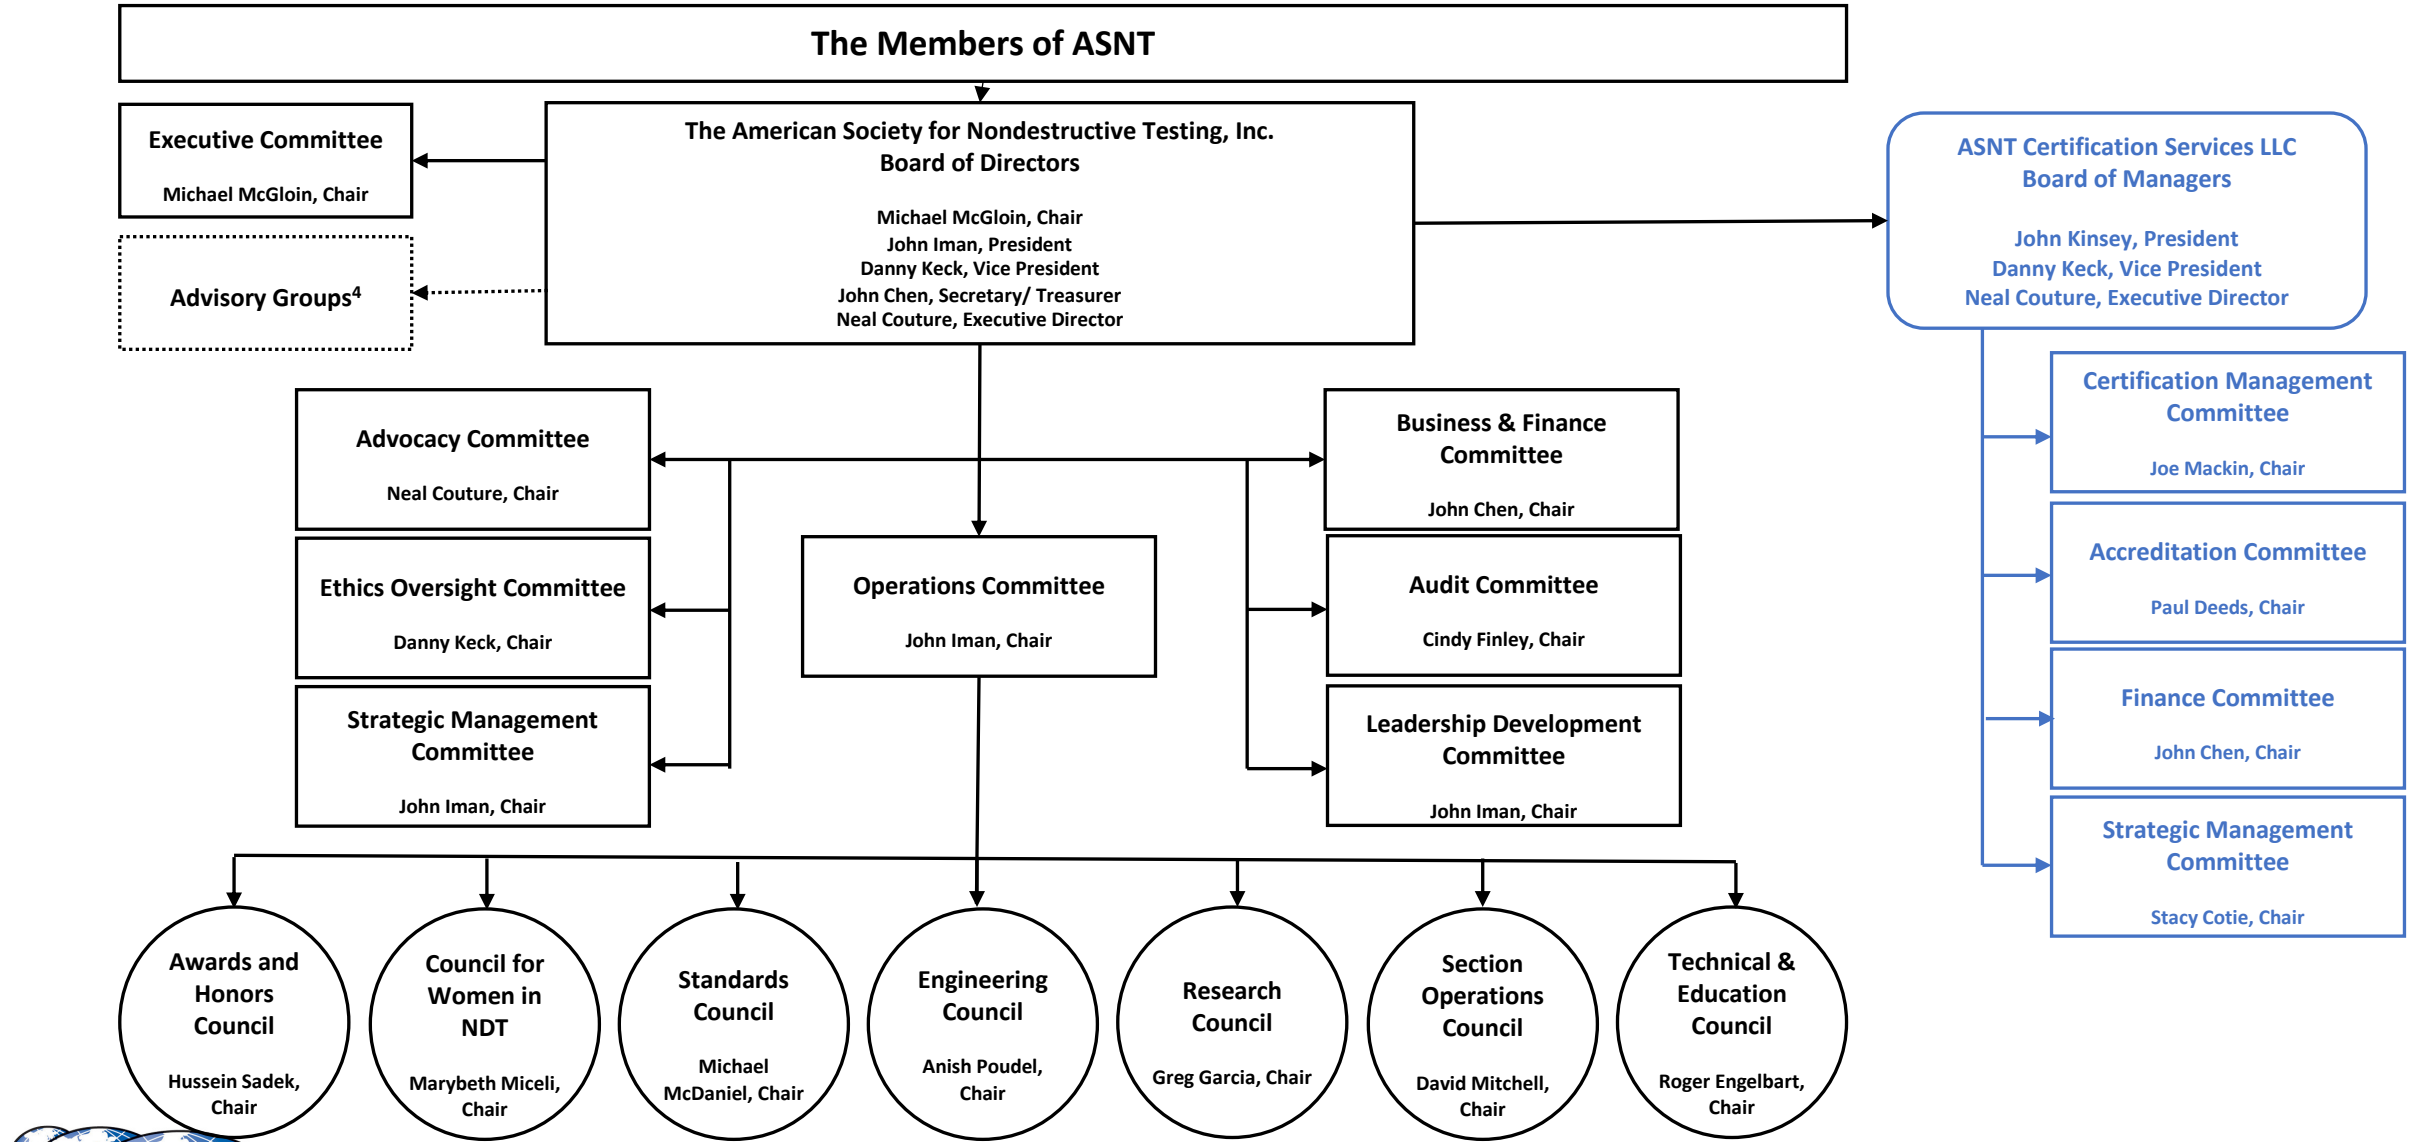 The Members of ASNT
Executive Committee
Michael McGloin, Chair
Advisory Groups⁴
The American Society for Nondestructive Testing, Inc.
Board of Directors
Michael McGloin, Chair
John Iman, President
Danny Keck, Vice President
John Chen, Secretary/ Treasurer
Neal Couture, Executive Director
ASNT Certification Services LLC
Board of Managers
John Kinsey, President
Danny Keck, Vice President
Neal Couture, Executive Director
Advocacy Committee
Neal Couture, Chair
Ethics Oversight Committee
Danny Keck, Chair
Strategic Management
Committee
John Iman, Chair
Operations Committee
John Iman, Chair
Business & Finance
Committee
John Chen, Chair
Audit Committee
Cindy Finley, Chair
Leadership Development
Committee
John Iman, Chair
Certification Management
Committee
Joe Mackin, Chair
Accreditation Committee
Paul Deeds, Chair
Finance Committee
John Chen, Chair
Strategic Management
Committee
Stacy Cotie, Chair
Awards and
Honors
Council
Hussein Sadek,
Chair
Council for
Women in
NDT
Marybeth Miceli,
Chair
Standards
Council
Michael
McDaniel, Chair
Engineering
Council
Anish Poudel,
Chair
Research
Council
Greg Garcia, Chair
Section
Operations
Council
David Mitchell,
Chair
Technical &
Education
Council
Roger Engelbart,
Chair